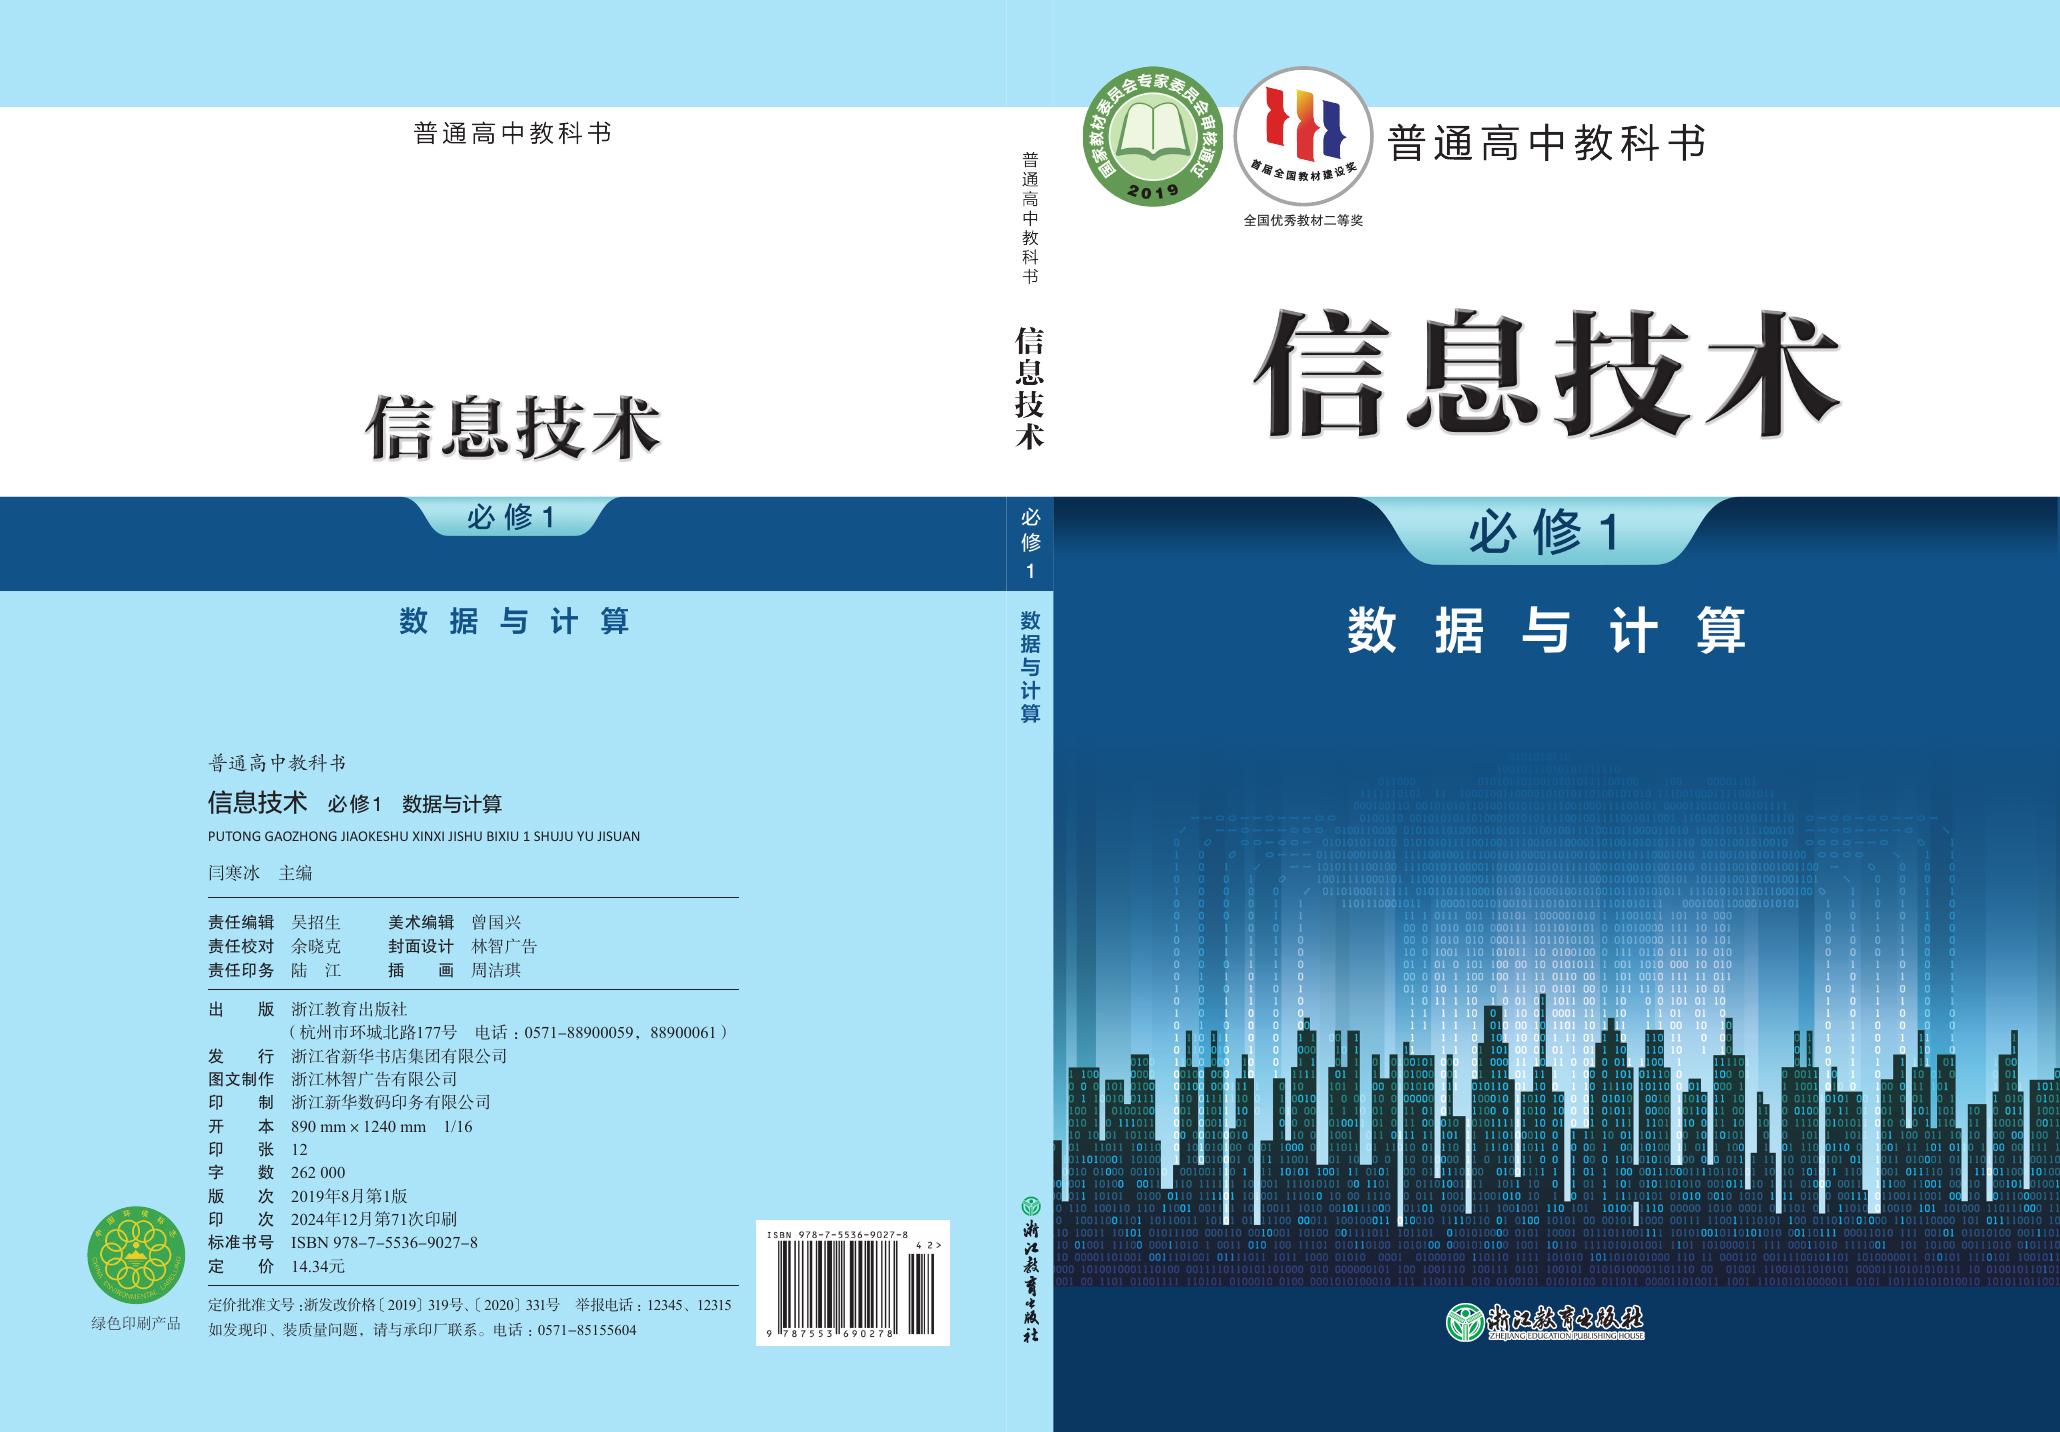 普通高中教科书
信息技术
必修1
数据与计算
普通高中教科书
信息技术 必修1 数据与计算
PUTONG GAOZHONG JIAOKESHU XINXI JISHU BIXIU 1 SHUJU YU JISUAN
闫寒冰 主编
责任编辑 吴招生 美术编辑 曾国兴
责任校对 余晓克 封面设计 林智广告
责任印务 陆 江 插 画 周洁琪
出 版 浙江教育出版社
（杭州市环城北路177号 电话：0571-88900059，88900061）
发 行 浙江省新华书店集团有限公司
图文制作 浙江林智广告有限公司
印 制 浙江新华数码印务有限公司
开 本 890 mm × 1240 mm 1/16
印 张 12
字 数 262 000
版 次 2019年8月第1版
印 次 2024年12月第71次印刷
标准书号 ISBN 978-7-5536-9027-8
定 价 14.34元
定价批准文号：浙发改价格〔2019〕319号、〔2020〕331号 举报电话：12345、12315
如发现印、装质量问题，请与承印厂联系。电话：0571-85155604
中国环境标志
CHINA ENVIRONMENTAL LABELLING
绿色印刷产品
ISBN 978-7-5536-9027-8
42>
9 787553 690278
普通高中教科书
信息技术
必修1
数据与计算
浙江教育出版社
国家教材委员会专家委员会审核通过
2019
首届全国教材建设奖
全国优秀教材二等奖
普通高中教科书
信息技术
必修1
数据与计算
浙江教育出版社
ZHEJIANG EDUCATION PUBLISHING HOUSE